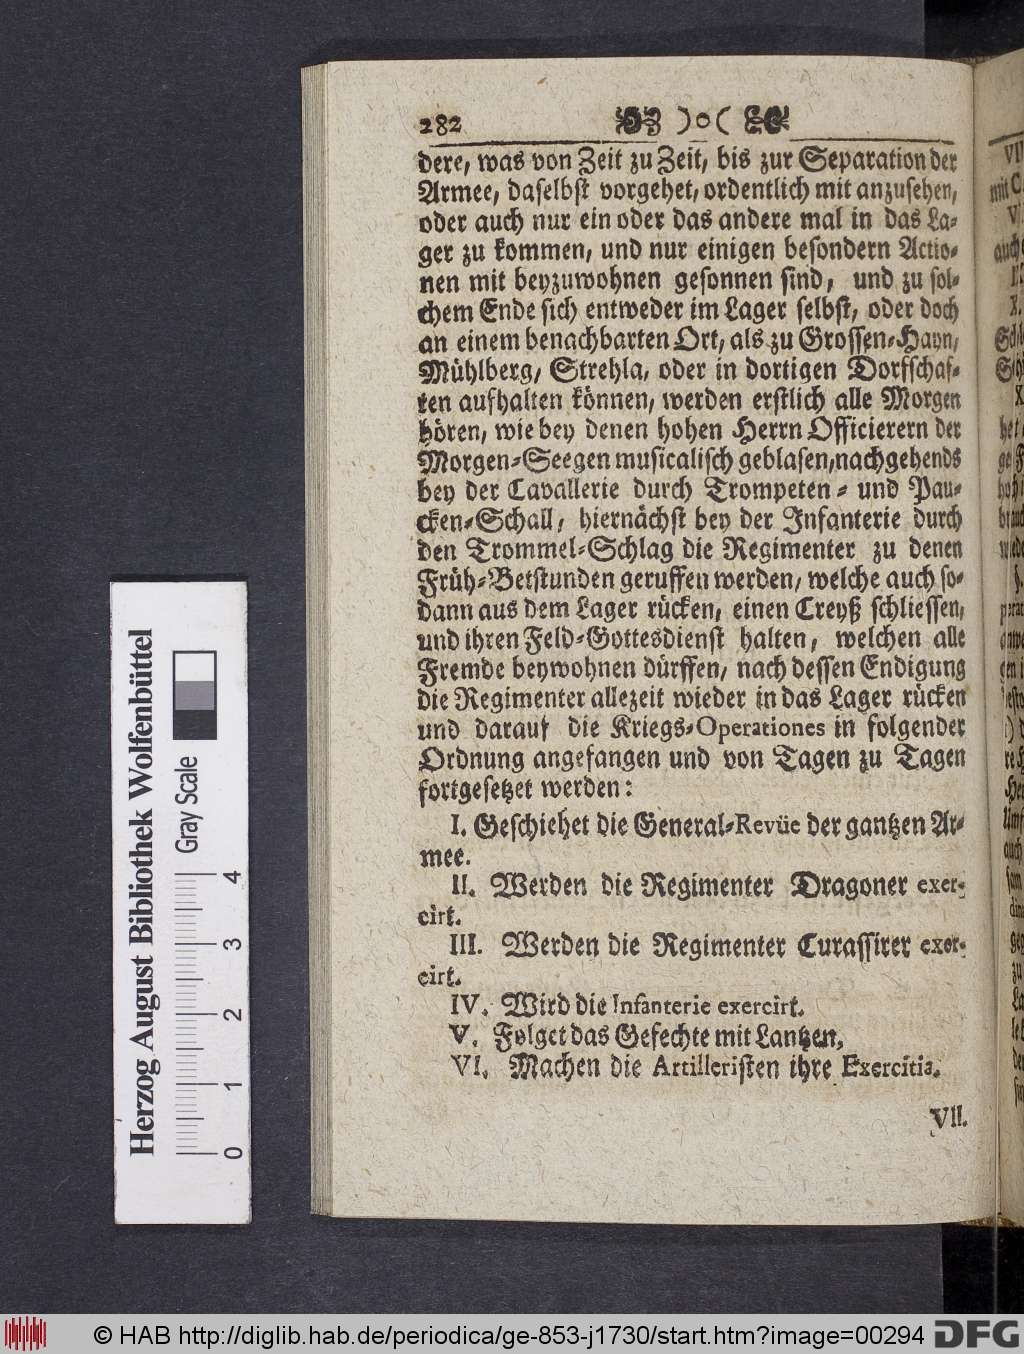 282 )o(
dere, was von Zeit zu Zeit, bis zur Separation der
Armee, daselbst vorgehet, ordentlich mit anzusehen,
oder auch nur ein oder das andere mal in das La-
ger zu kommen, und nur einigen besondern Actio-
nen mit beyzuwohnen gesonnen sind, und zu sol-
chem Ende sich entweder im Lager selbst, oder doch
an einem benachbarten Ort, als zu Grossen-Hayn,
Mühlberg, Strehla, oder in dortigen Dorfschaf-
ten aufhalten können, werden erstlich alle Morgen
hören, wie bey denen hohen Herrn Officierern der
Morgen-Seegen musicalisch geblasen, nachgehends
bey der Cavallerie durch Trompeten- und Pau-
cken-Schall, hiernächst bey der Infanterie durch
den Trommel-Schlag die Regimenter zu denen
Früh-Betstunden geruffen werden, welche auch so-
dann aus dem Lager rücken, einen Creyß schliessen,
und ihren Feld-Gottesdienst halten, welchen alle
Fremde beywohnen dürffen, nach dessen Endigung
die Regimenter allezeit wieder in das Lager rücken
und darauf die Kriegs-Operationes in folgender
Ordnung angefangen und von Tagen zu Tagen
fortgesetzet werden:
I. Geschiehet die General-Revüe der gantzen Ar-
mee.
II. Werden die Regimenter Dragoner exer-
cirt.
III. Werden die Regimenter Curassirer exer-
cirt.
IV. Wird die Infanterie exercirt.
V. Folget das Gefechte mit Lantzen.
VI. Machen die Artilleristen ihre Exercitia.
VII.
Herzog August Bibliothek Wolfenbüttel
Gray Scale
0 1 2 3 4
© HAB http://diglib.hab.de/periodica/ge-853-j1730/start.htm?image=00294 DFG